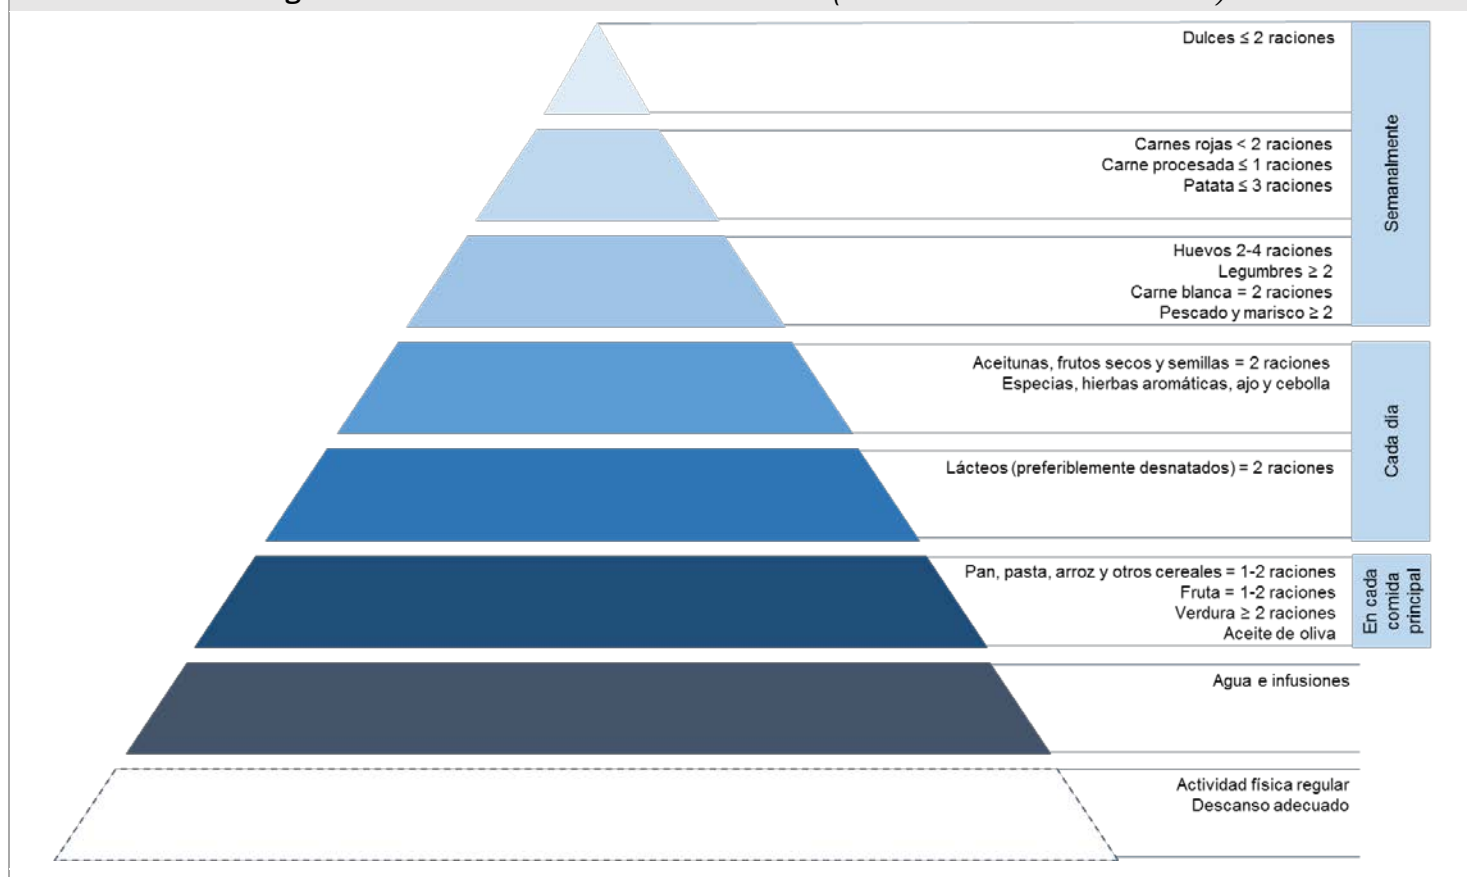 Dulces ≤ 2 raciones
Carnes rojas < 2 raciones
Carne procesada ≤ 1 raciones
Patata ≤ 3 raciones
Semanalmente
Huevos 2-4 raciones
Legumbres ≥ 2
Carne blanca = 2 raciones
Pescado y marisco ≥ 2
Aceitunas, frutos secos y semillas = 2 raciones
Especias, hierbas aromáticas, ajo y cebolla
Cada dia
Lácteos (preferiblemente desnatados) = 2 raciones
Pan, pasta, arroz y otros cereales = 1-2 raciones
Fruta = 1-2 raciones
Verdura ≥ 2 raciones
Aceite de oliva
En cada
comida
principal
Agua e infusiones
Actividad física regular
Descanso adecuado